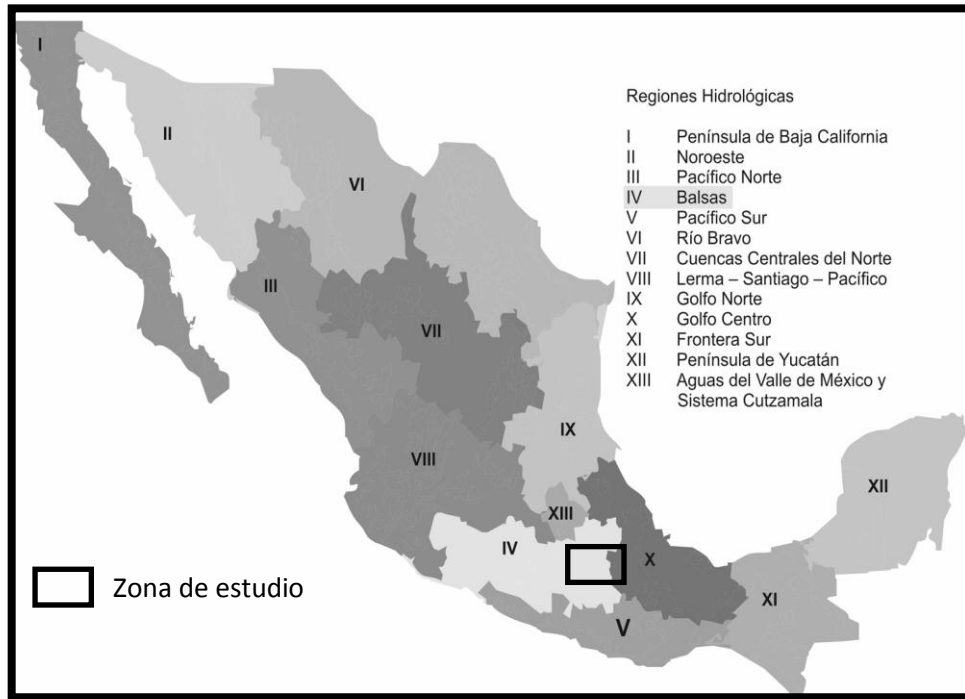 I
II
VI
III
VII
VIII
IX
XIII
IV
X
V
XI
XII
Regiones Hidrológicas
I Península de Baja California
II Noroeste
III Pacífico Norte
IV Balsas
V Pacífico Sur
VI Río Bravo
VII Cuencas Centrales del Norte
VIII Lerma – Santiago – Pacífico
IX Golfo Norte
X Golfo Centro
XI Frontera Sur
XII Península de Yucatán
XIII Aguas del Valle de México y
Sistema Cutzamala
Zona de estudio